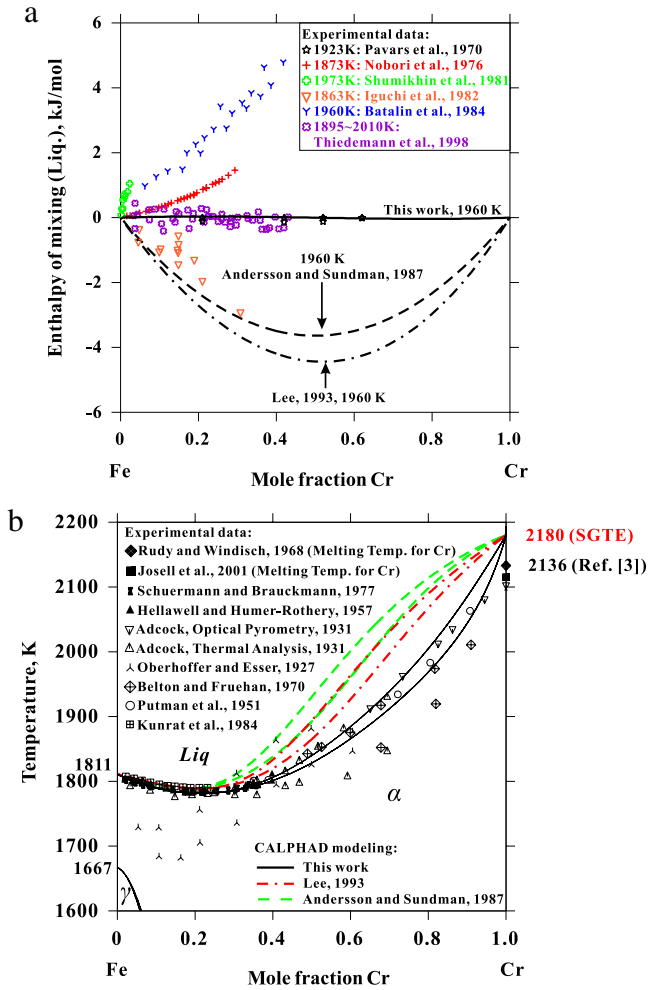 a
6
4
2
0
-2
-4
-6
Enthalpy of mixing (Liq.), kJ/mol
Experimental data:
1923K: Pavars et al., 1970
1873K: Nobori et al., 1976
1973K: Shumikhin et al., 1981
1863K: Iguchi et al., 1982
1960K: Batalin et al., 1984
1895~2010K:
Thiedemann et al., 1998
This work, 1960 K
1960 K
Andersson and Sundman, 1987
Lee, 1993, 1960 K
0 0.2 0.4 0.6 0.8 1.0
Fe Mole fraction Cr Cr
b
2200
2100
2000
1900
1811
1800
1700
1667
1600
Temperature, K
Experimental data:
Rudy and Windisch, 1968 (Melting Temp. for Cr)
Josell et al., 2001 (Melting Temp. for Cr)
Schuermann and Brauckmann, 1977
Hellawell and Humer-Rothery, 1957
Adcock, Optical Pyrometry, 1931
Adcock, Thermal Analysis, 1931
Oberhoffer and Esser, 1927
Belton and Fruehan, 1970
Putman et al., 1951
Kunrat et al., 1984
2180 (SGTE)
2136 (Ref. [3])
Liq
α
γ
CALPHAD modeling:
This work
Lee, 1993
Andersson and Sundman, 1987
0 0.2 0.4 0.6 0.8 1.0
Fe Mole fraction Cr Cr